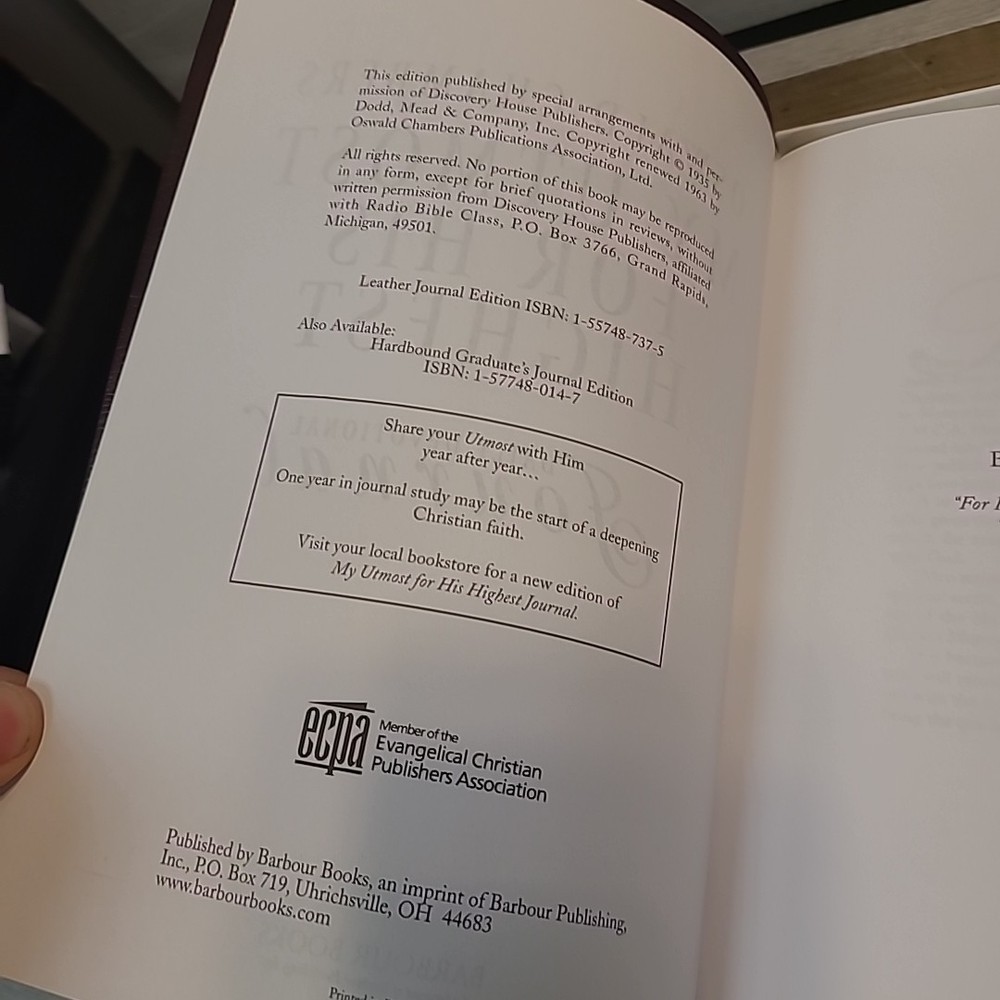 This edition published by special arrangements with and per-
mission of Discovery House Publishers. Copyright © 1935 by
Dodd, Mead & Company, Inc. Copyright renewed 1963 by
Oswald Chambers Publications Association, Ltd.
All rights reserved. No portion of this book may be reproduced
in any form, except for brief quotations in reviews, without
written permission from Discovery House Publishers, affiliated
with Radio Bible Class, P.O. Box 3766, Grand Rapids,
Michigan, 49501.
Leather Journal Edition ISBN: 1-55748-737-5
Also Available:
Hardbound Graduate's Journal Edition
ISBN: 1-57748-014-7
Share your Utmost with Him
year after year...
One year in journal study may be the start of a deepening
Christian faith.
Visit your local bookstore for a new edition of
My Utmost for His Highest Journal.
ecpa
Member of the
Evangelical Christian
Publishers Association
Published by Barbour Books, an imprint of Barbour Publishing,
Inc., P.O. Box 719, Uhrichsville, OH 44683
www.barbourbooks.com
Printed in
"For